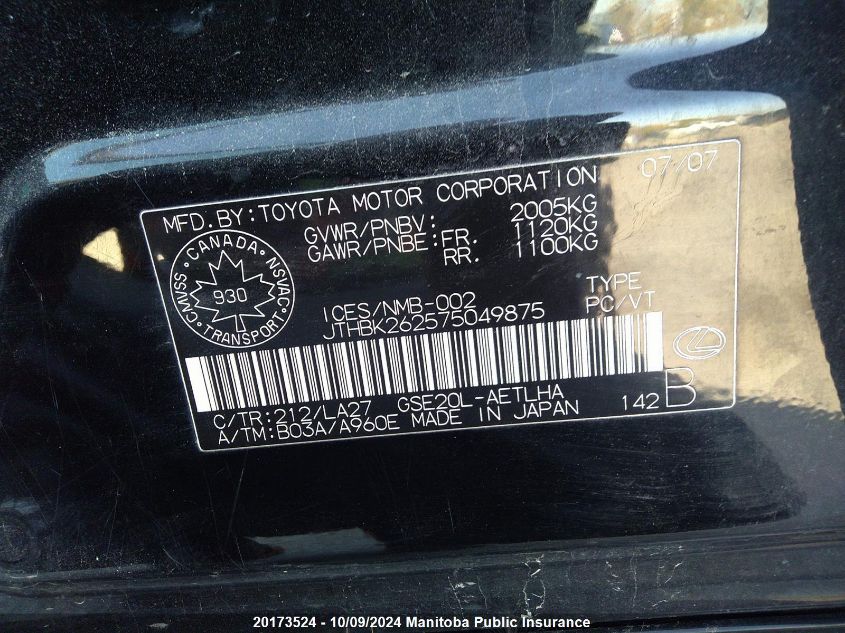 MFD.BY:TOYOTA MOTOR CORPORATION 07/07
GVWR/PNBV: 2005KG
GAWR/PNBE:FR. 1120KG
RR. 1100KG
CANADA
CMVSS NSVAC
930
TRANSPORT
ICES/NMB-002 TYPE
JTHBK262575049875 PC/VT
C/TR:212/LA27 GSE20L-AETLHA 142 B
A/TM:B03A/A960E MADE IN JAPAN
20173524 - 10/09/2024 Manitoba Public Insurance